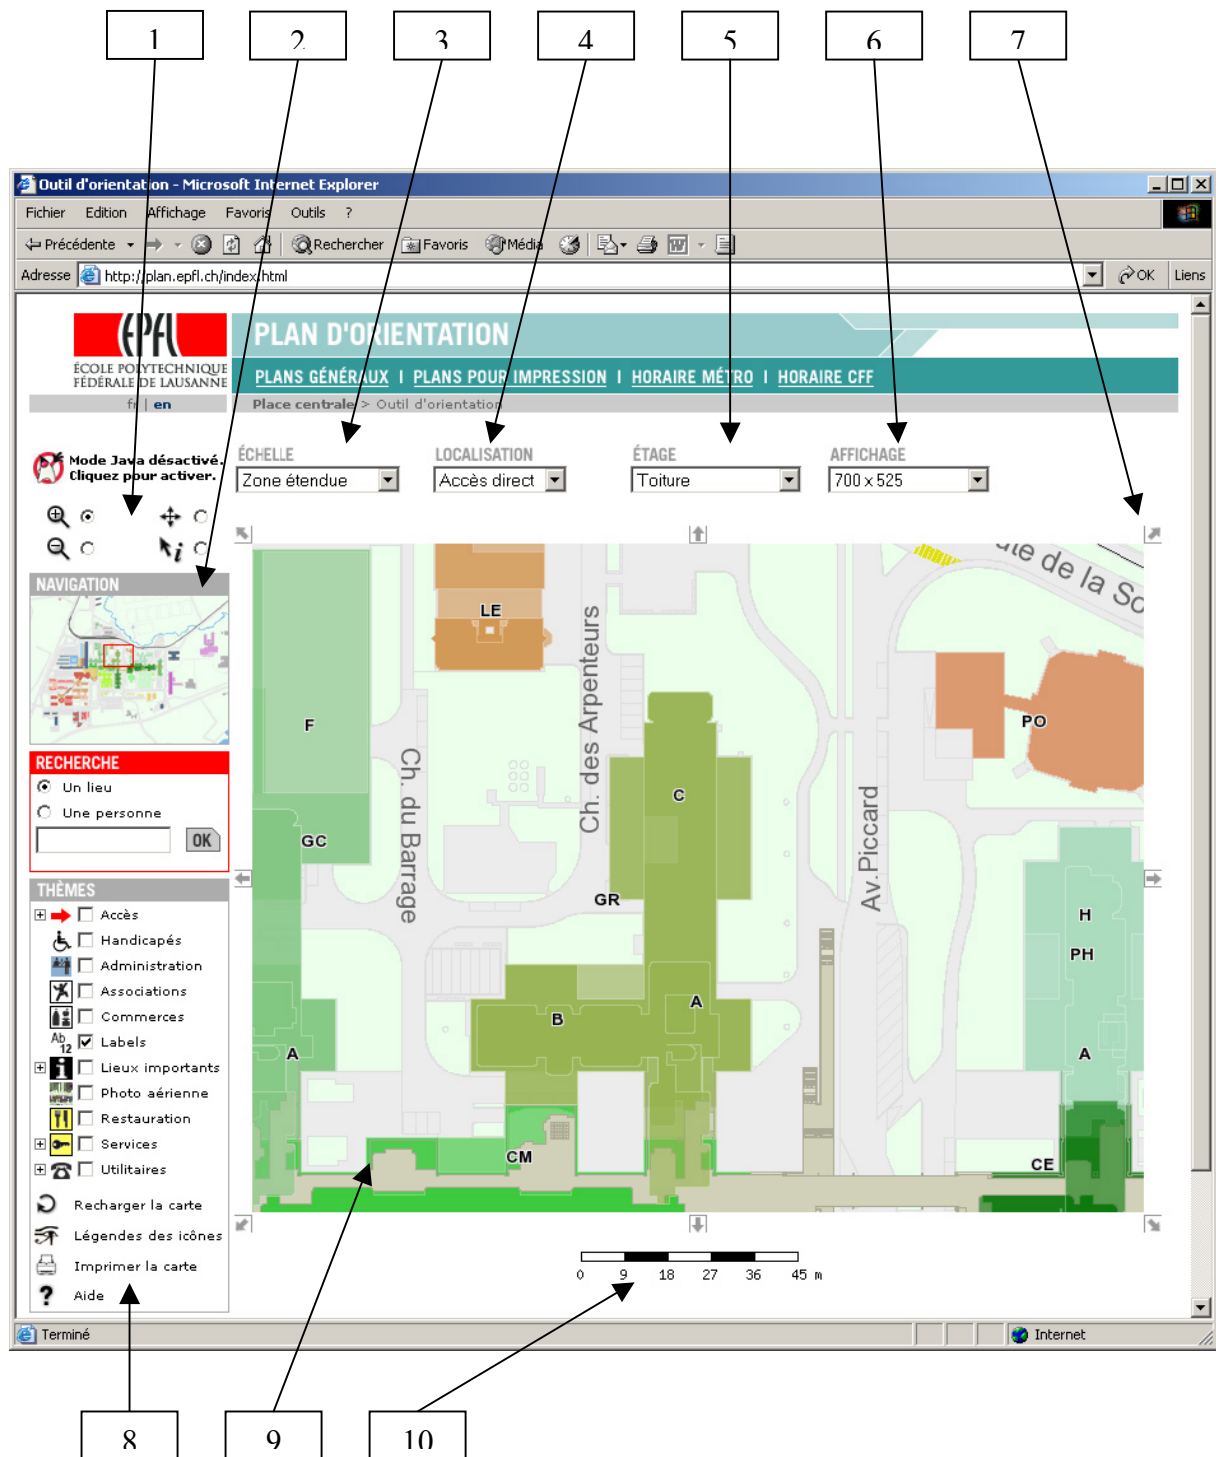 1 2 3 4 5 6 7
Outil d'orientation - Microsoft Internet Explorer
Fichier Edition Affichage Favoris Outils ?
Précédente Rechercher Favoris Média
Adresse http://plan.epfl.ch/index.html OK Liens
EPFL
ÉCOLE POLYTECHNIQUE
FÉDÉRALE DE LAUSANNE
PLAN D'ORIENTATION
PLANS GÉNÉRAUX | PLANS POUR IMPRESSION | HORAIRE MÉTRO | HORAIRE CFF
fr | en
Place centrale > Outil d'orientation
Mode Java désactivé.
Cliquez pour activer.
ÉCHELLE LOCALISATION ÉTAGE AFFICHAGE
Zone étendue Accès direct Toiture 700 x 525
NAVIGATION
RECHERCHE
Un lieu
Une personne
OK
THÈMES
Accès
Handicapés
Administration
Associations
Commerces
Ab 12 Labels
Lieux importants
Photo aérienne
Restauration
Services
Utilitaires
Recharger la carte
Légendes des icônes
Imprimer la carte
? Aide
ute de la So
LE
Ch. des Arpenteurs
F
PO
Ch. du Barrage
C
Av.Piccard
GC
GR
H
PH
A
B
A
A
CM
CE
0 9 18 27 36 45 m
Terminé Internet
8 9 10